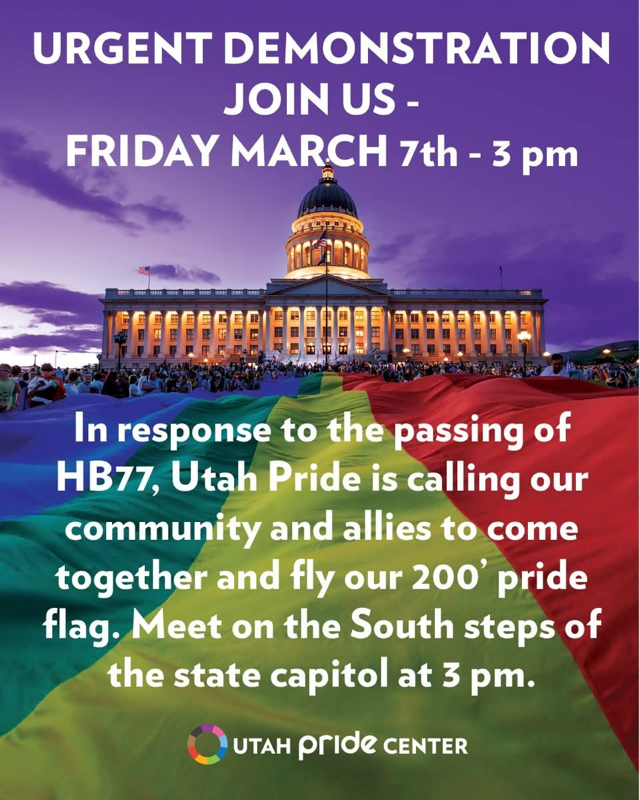 URGENT DEMONSTRATION
JOIN US -
FRIDAY MARCH 7th - 3 pm
In response to the passing of
HB77, Utah Pride is calling our
community and allies to come
together and fly our 200’ pride
flag. Meet on the South steps of
the state capitol at 3 pm.
UTAH pride CENTER